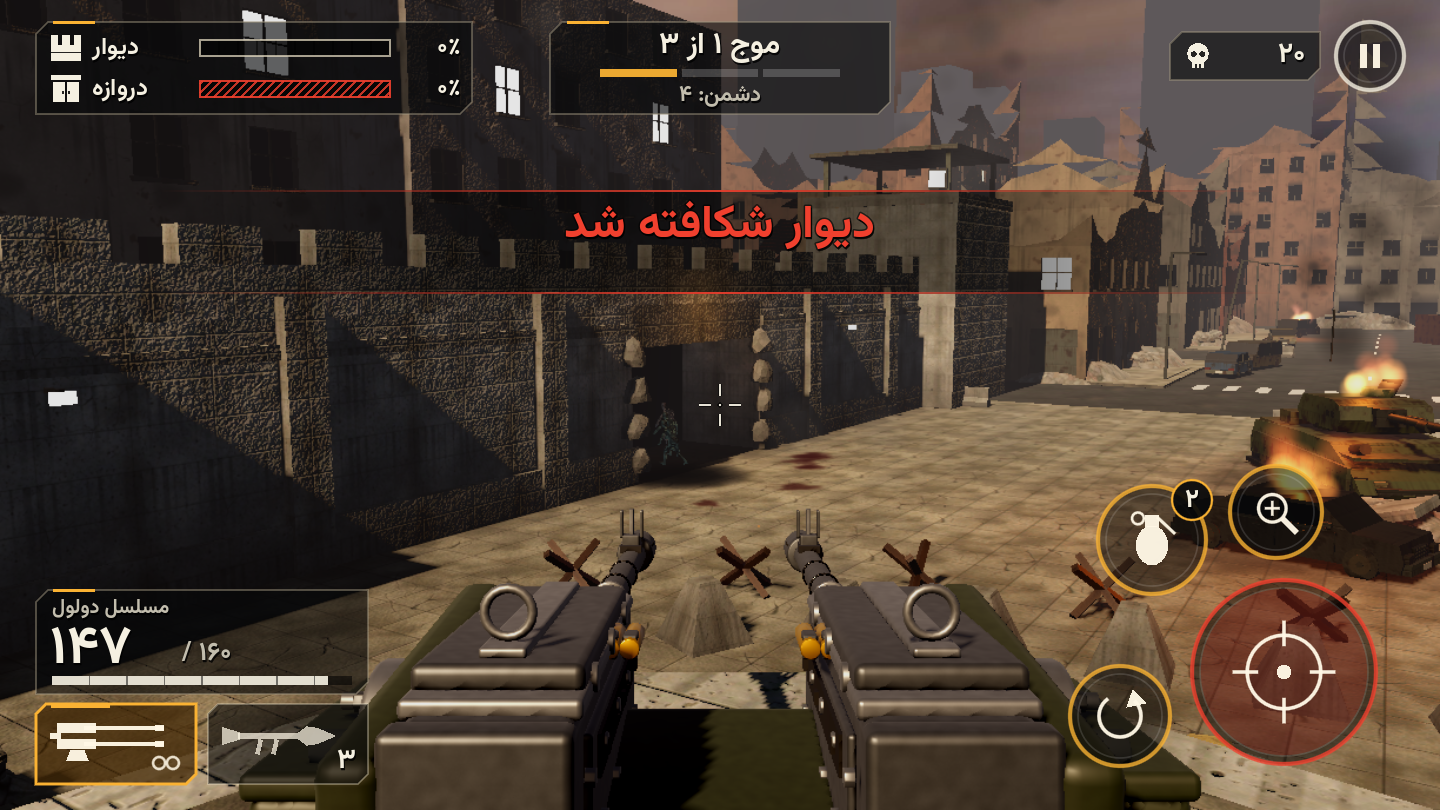 دیوار ۰٪
دروازه ۰٪
موج ۱ از ۳
دشمن: ۴
۲۰
دیوار شکافته شد
۲
مسلسل دولول
۱۴۷ / ۱۶۰
∞
۳